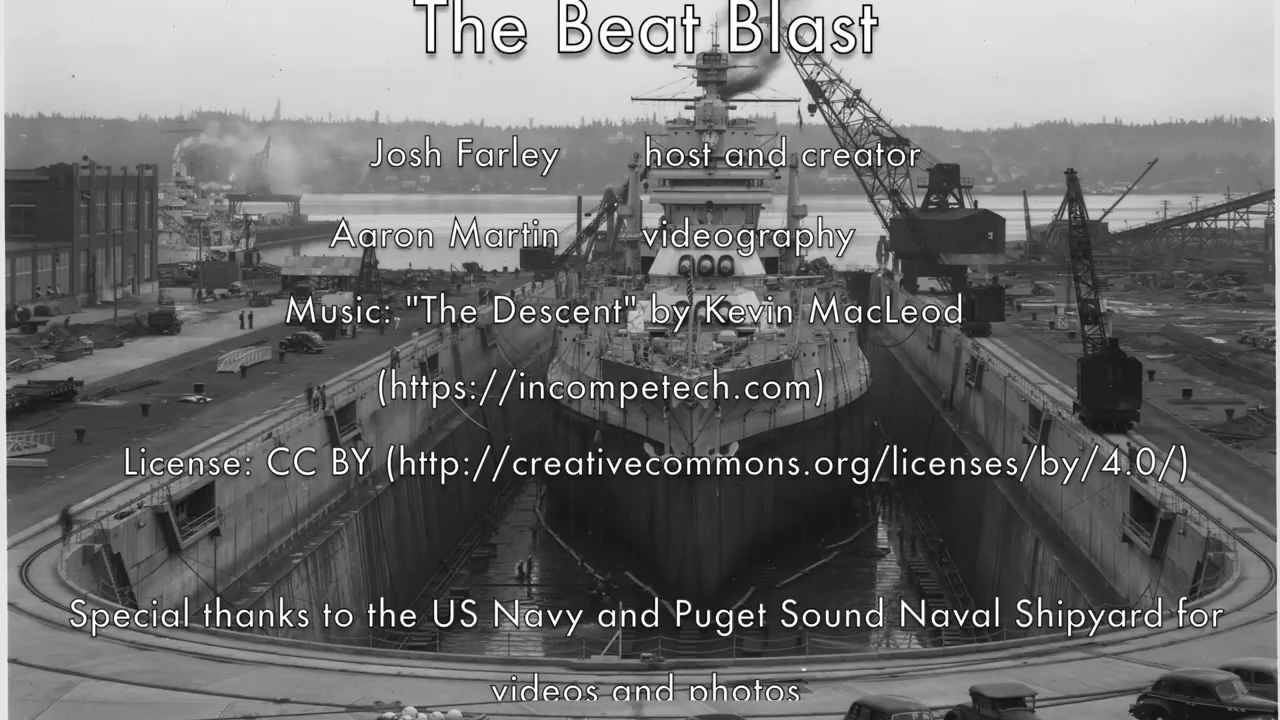 The Beat Blast
Josh Farley host and creator
Aaron Martin videography
Music: "The Descent" by Kevin MacLeod
(https://incompetech.com)
License: CC BY (http://creativecommons.org/licenses/by/4.0/)
Special thanks to the US Navy and Puget Sound Naval Shipyard for
videos and photos